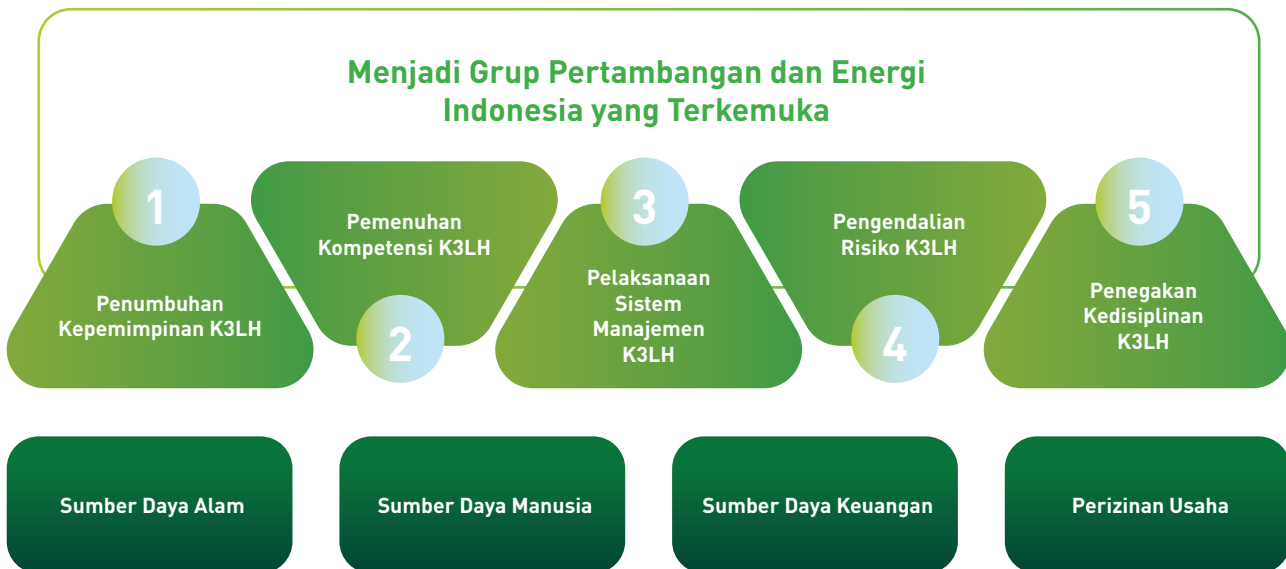 Menjadi Grup Pertambangan dan Energi
Indonesia yang Terkemuka
1
Penumbuhan
Kepemimpinan K3LH
Pemenuhan
Kompetensi K3LH
2
3
Pelaksanaan
Sistem
Manajemen
K3LH
Pengendalian
Risiko K3LH
4
5
Penegakan
Kedisiplinan
K3LH
Sumber Daya Alam
Sumber Daya Manusia
Sumber Daya Keuangan
Perizinan Usaha